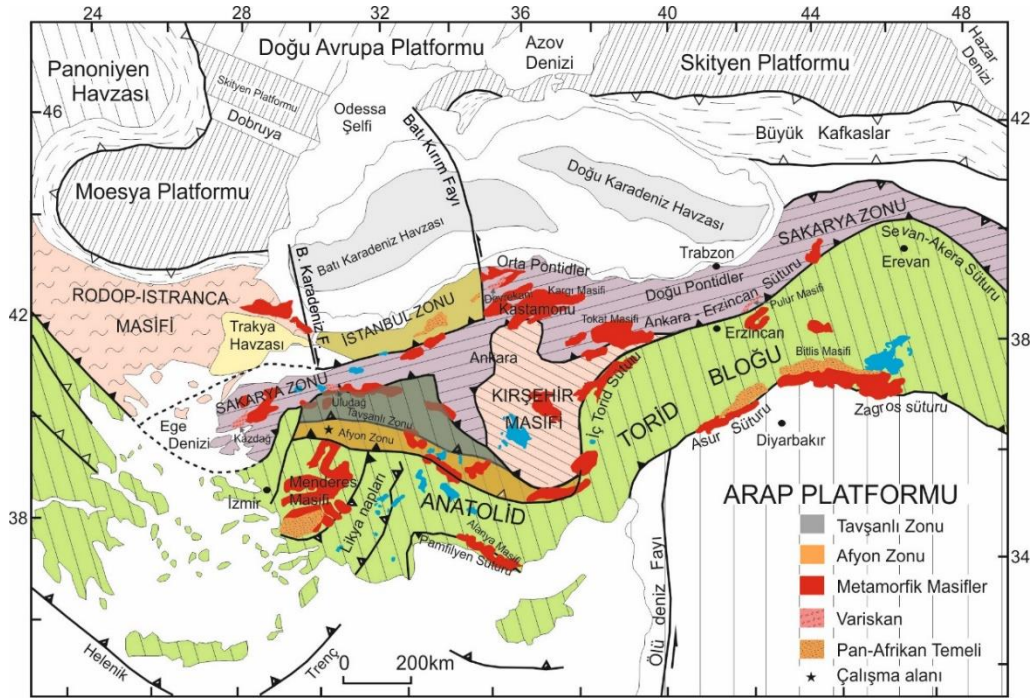 24 28 32 36 40 44 48
Doğu Avrupa Platformu
Azov
Denizi
Skityen Platformu
Hazar
Denizi
Panoniyen
Havzası
Skityen Platformu
Dobruya
Odessa
Şelfi
46
42
Batı Kırım Fayı
Büyük Kafkaslar
Moesya Platformu
Doğu Karadeniz Havzası
Batı Karadeniz Havzası
B. Karadeniz F.
SAKARYA ZONU
Sevan-Akera Süturu
Erevan
Trabzon
Orta Pontidler
Doğu Pontidler
RODOP-ISTRANCA
MASİFİ
Trakya
Havzası
İSTANBUL ZONU
Devrekani
Kargı Masifi
Kastamonu
Tokat Masifi
Ankara - Erzincan Süturu
Pulur Masifi
Erzincan
42
38
Ankara
SAKARYA ZONU
Uludağ
Tavşanlı Zonu
Kazdağ
Ege
Denizi
Afyon Zonu
KIRŞEHİR
MASİFİ
İç Torid Süturu
TORİD
BLOĞU
Bitlis Masifi
Asur Süturu
Zagros süturu
Diyarbakır
İzmir
Menderes
Masifi
Likya napları
ANATOLİD
Alanya Masifi
Pamfilyen Süturu
38
34
ARAP PLATFORMU
Tavşanlı Zonu
Afyon Zonu
Metamorfik Masifler
Variskan
Pan-Afrikan Temeli
Çalışma alanı
Ölü deniz Fayı
Helenik
Trenç
0 200km